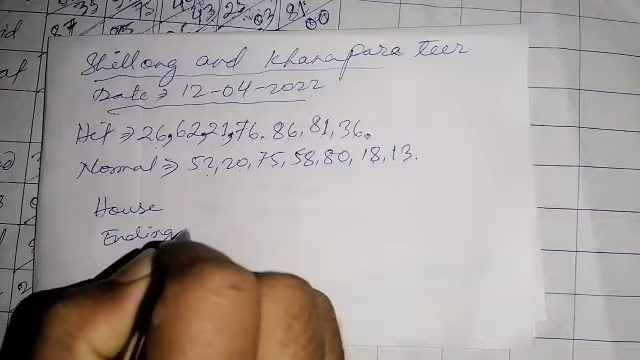 Shillong and Khanapara teer
Date ⇒ 12-04-2022
Hit ⇒ 26,62,21,76.86,81,36.
Normal ⇒ 52,20,75,58,80,18,13.
House
Ending